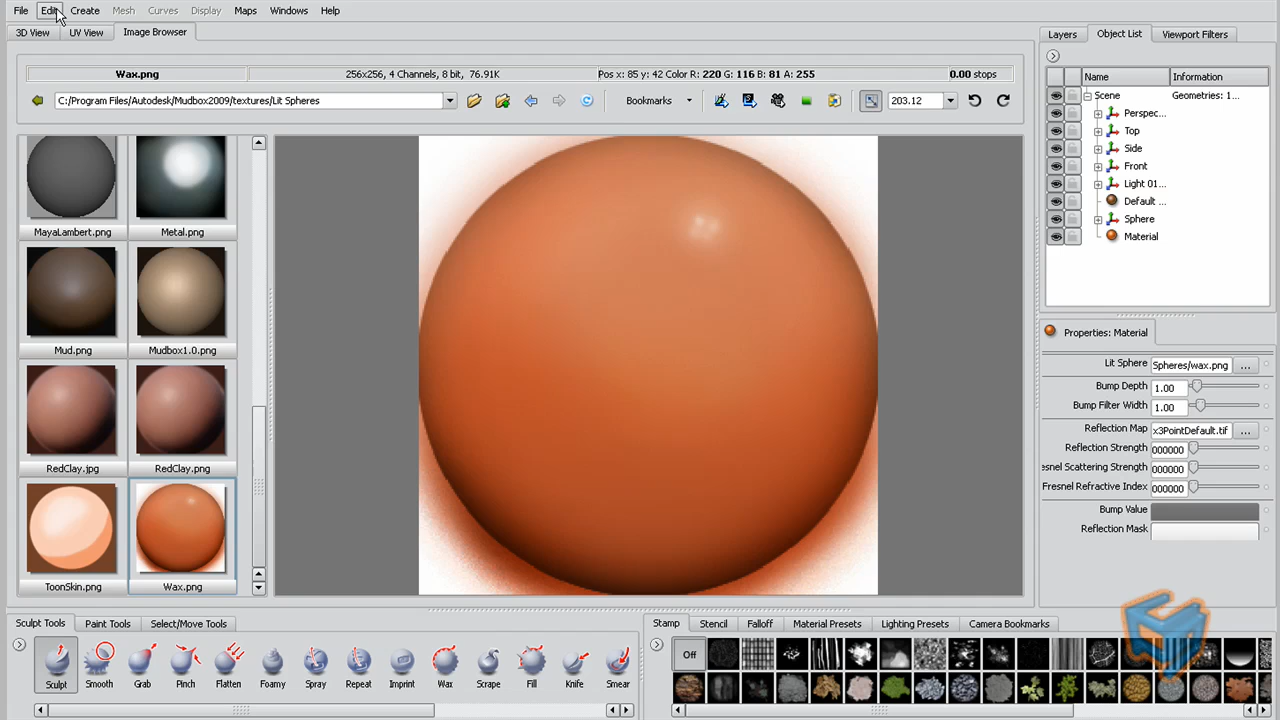 File Edit Create Mesh Curves Display Maps Windows Help
3D View UV View Image Browser
Wax.png 256x256, 4 Channels, 8 bit, 76.91K Pos x: 85 y: 42 Color R: 220 G: 116 B: 81 A: 255 0.00 stops
C:/Program Files/Autodesk/Mudbox2009/textures/Lit Spheres Bookmarks 203.12
MayaLambert.png Metal.png
Mud.png Mudbox1.0.png
RedClay.jpg RedClay.png
ToonSkin.png Wax.png
Layers Object List Viewport Filters
Name Information
Scene Geometries: 1...
Perspec...
Top
Side
Front
Light 01...
Default ...
Sphere
Material
Properties: Material
Lit Sphere Spheres/wax.png ...
Bump Depth 1.00
Bump Filter Width 1.00
Reflection Map x3PointDefault.tif ...
Reflection Strength 000000
esnel Scattering Strength 000000
Fresnel Refractive Index 000000
Bump Value
Reflection Mask
Sculpt Tools Paint Tools Select/Move Tools
Sculpt Smooth Grab Pinch Flatten Foamy Spray Repeat Imprint Wax Scrape Fill Knife Smear
Stamp Stencil Falloff Material Presets Lighting Presets Camera Bookmarks
Off